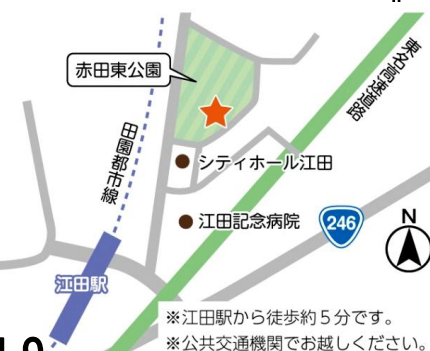 赤田東公園
東名高速道路
田園都市線
シティホール江田
江田記念病院
246
N
江田駅
※江田駅から徒歩約5分です。
※公共交通機関でお越しください。